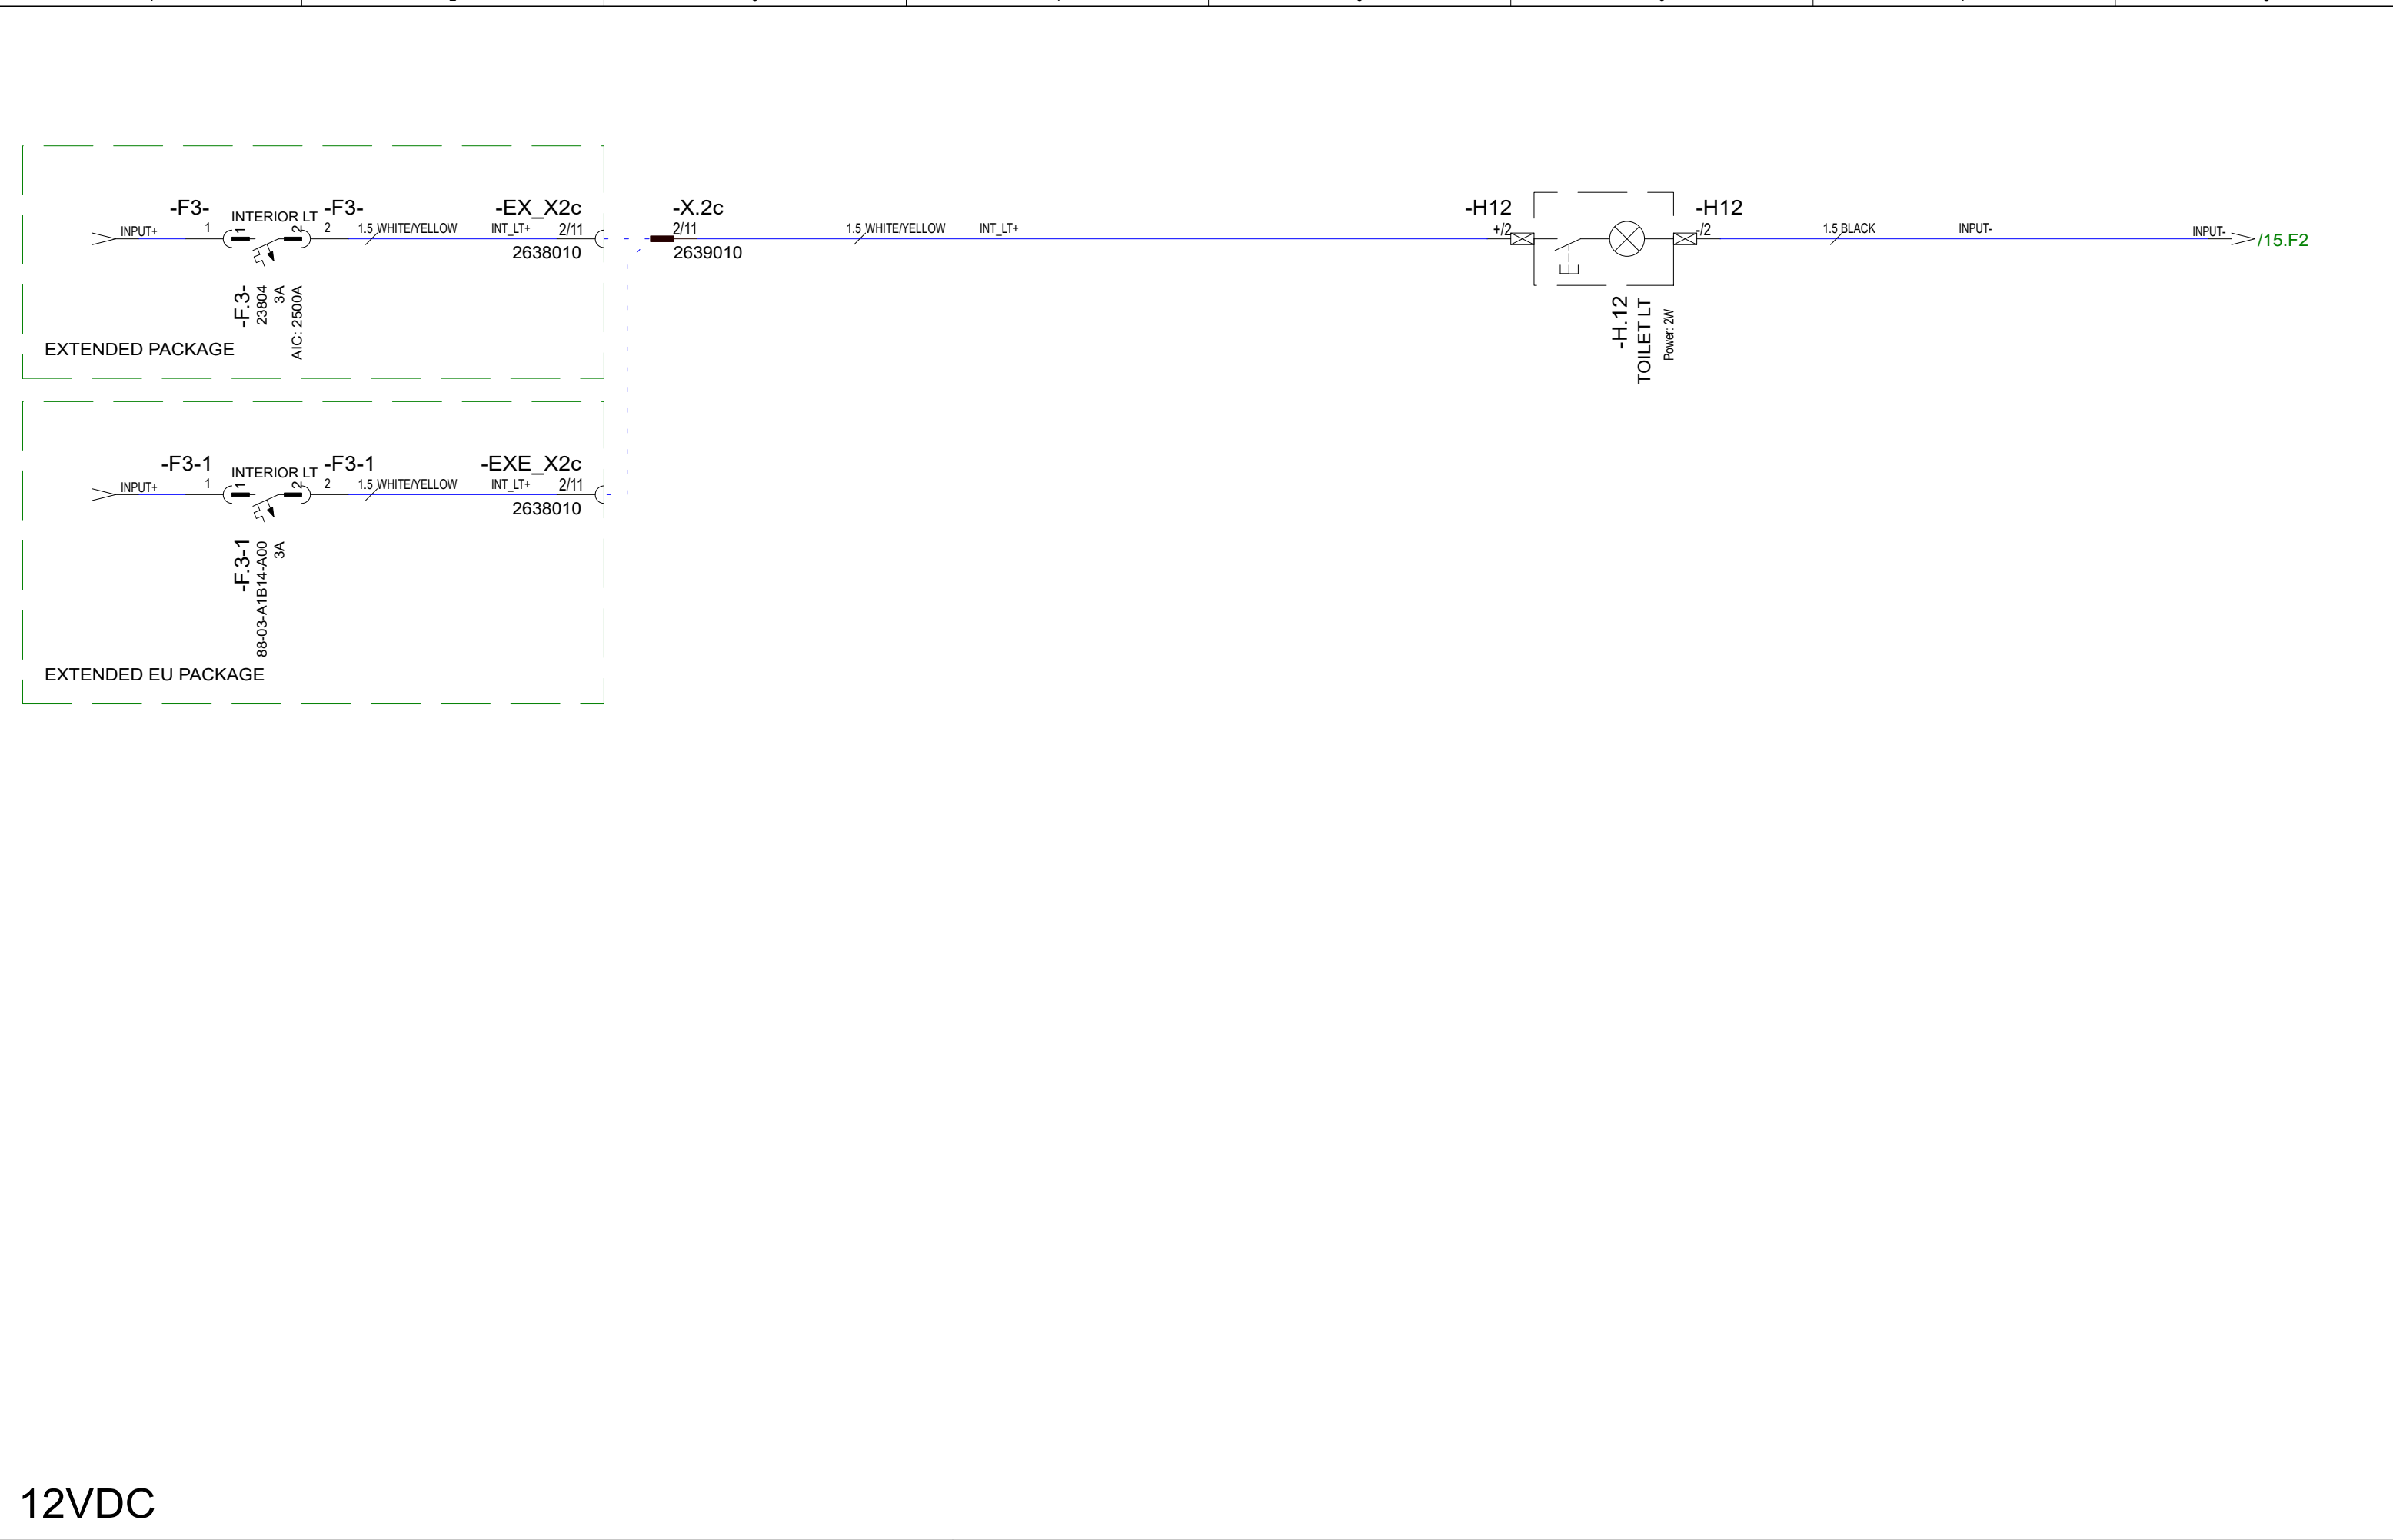 -F3-
INTERIOR LT
-F3-
-EX_X2c
-X.2c
-H12
-H12
INPUT+
1
1
2
2
1.5 WHITE/YELLOW
INT_LT+
2/11
2/11
1.5 WHITE/YELLOW
INT_LT+
+/2
-/2
1.5 BLACK
INPUT-
INPUT-
/15.F2
2638010
2639010
-F.3-
23804
3A
AIC: 2500A
-H.12
TOILET LT
Power: 2W
EXTENDED PACKAGE
-F3-1
INTERIOR LT
-F3-1
-EXE_X2c
INPUT+
1
1
2
2
1.5 WHITE/YELLOW
INT_LT+
2/11
2638010
-F.3-1
88-03-A1B14-A00
3A
EXTENDED EU PACKAGE
12VDC